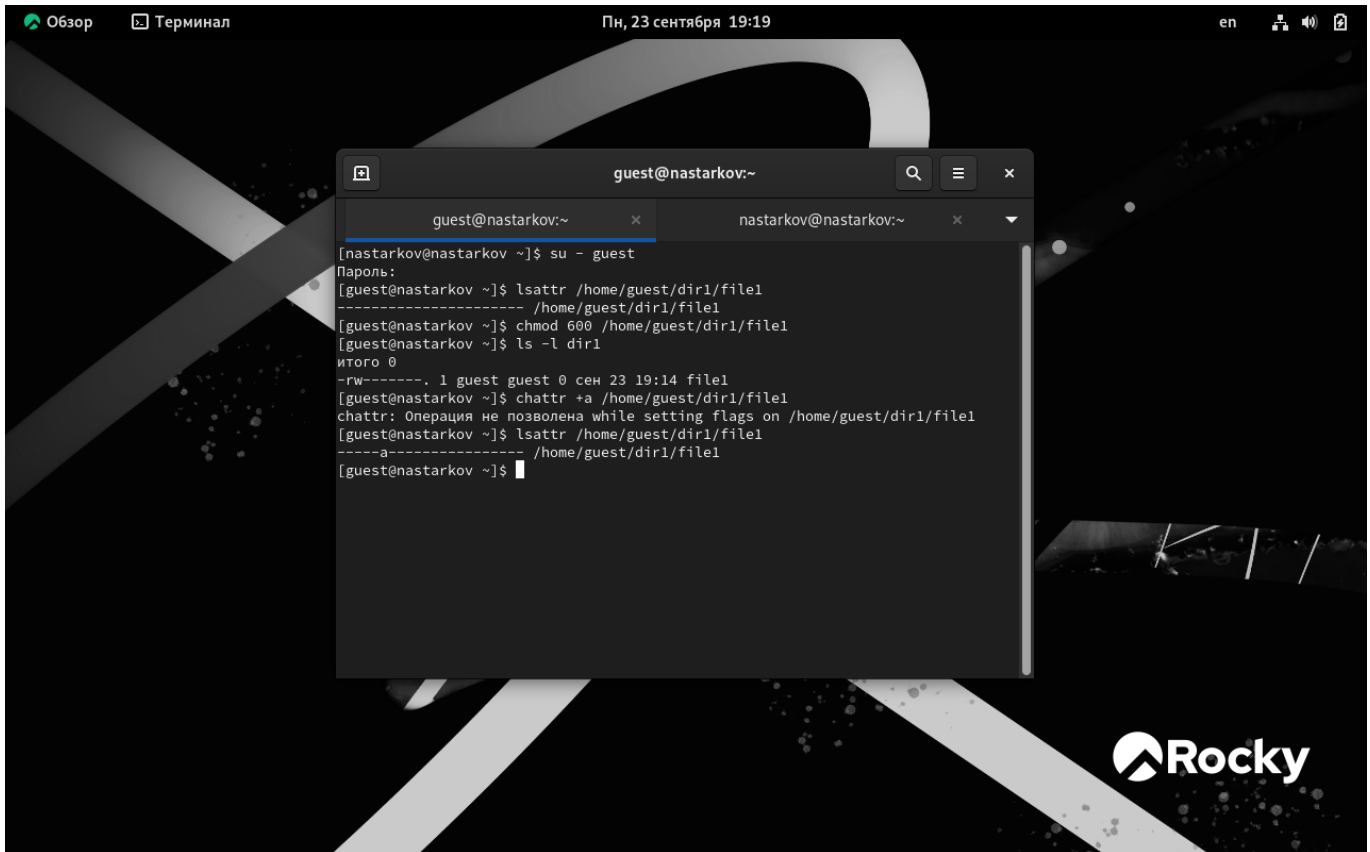 Обзор Терминал Пн, 23 сентября 19:19 en
guest@nastarkov:~
guest@nastarkov:~ nastarkov@nastarkov:~
[nastarkov@nastarkov ~]$ su - guest
Пароль:
[guest@nastarkov ~]$ lsattr /home/guest/dir1/file1
---------------------- /home/guest/dir1/file1
[guest@nastarkov ~]$ chmod 600 /home/guest/dir1/file1
[guest@nastarkov ~]$ ls -l dir1
итого 0
-rw-------. 1 guest guest 0 сен 23 19:14 file1
[guest@nastarkov ~]$ chattr +a /home/guest/dir1/file1
chattr: Операция не позволена while setting flags on /home/guest/dir1/file1
[guest@nastarkov ~]$ lsattr /home/guest/dir1/file1
-----a---------------- /home/guest/dir1/file1
[guest@nastarkov ~]$
Rocky